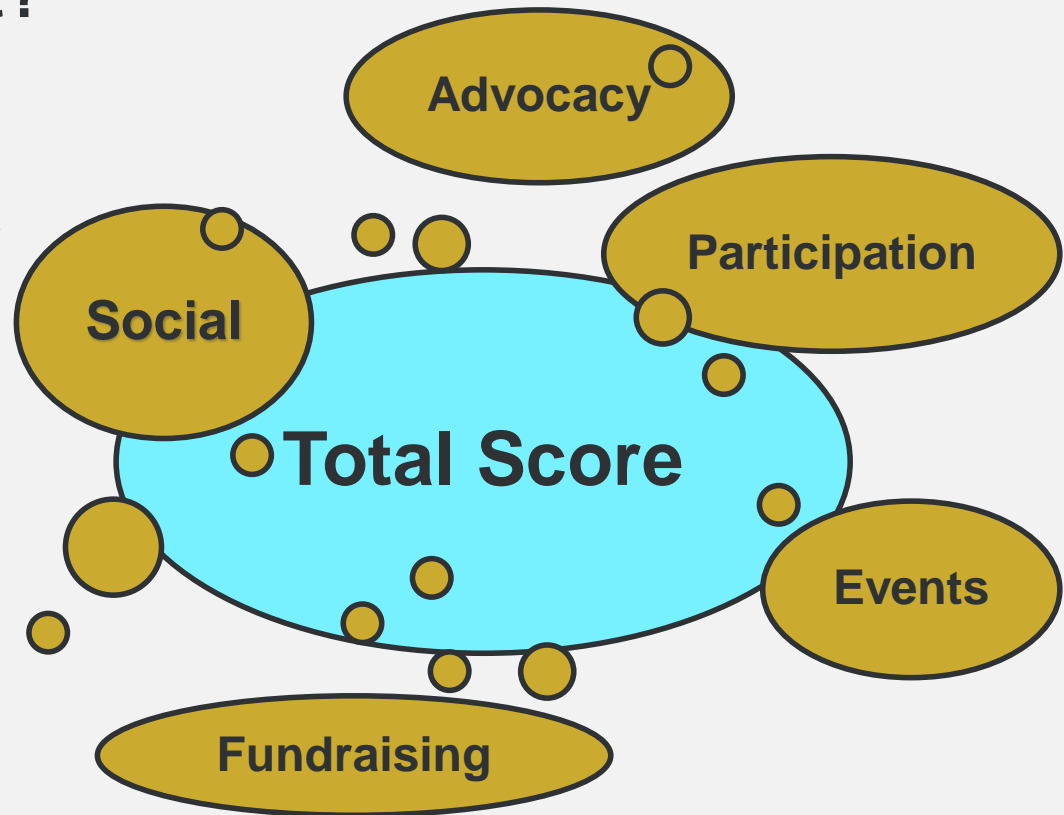 Advocacy
Participation
Social
Total Score
Events
Fundraising